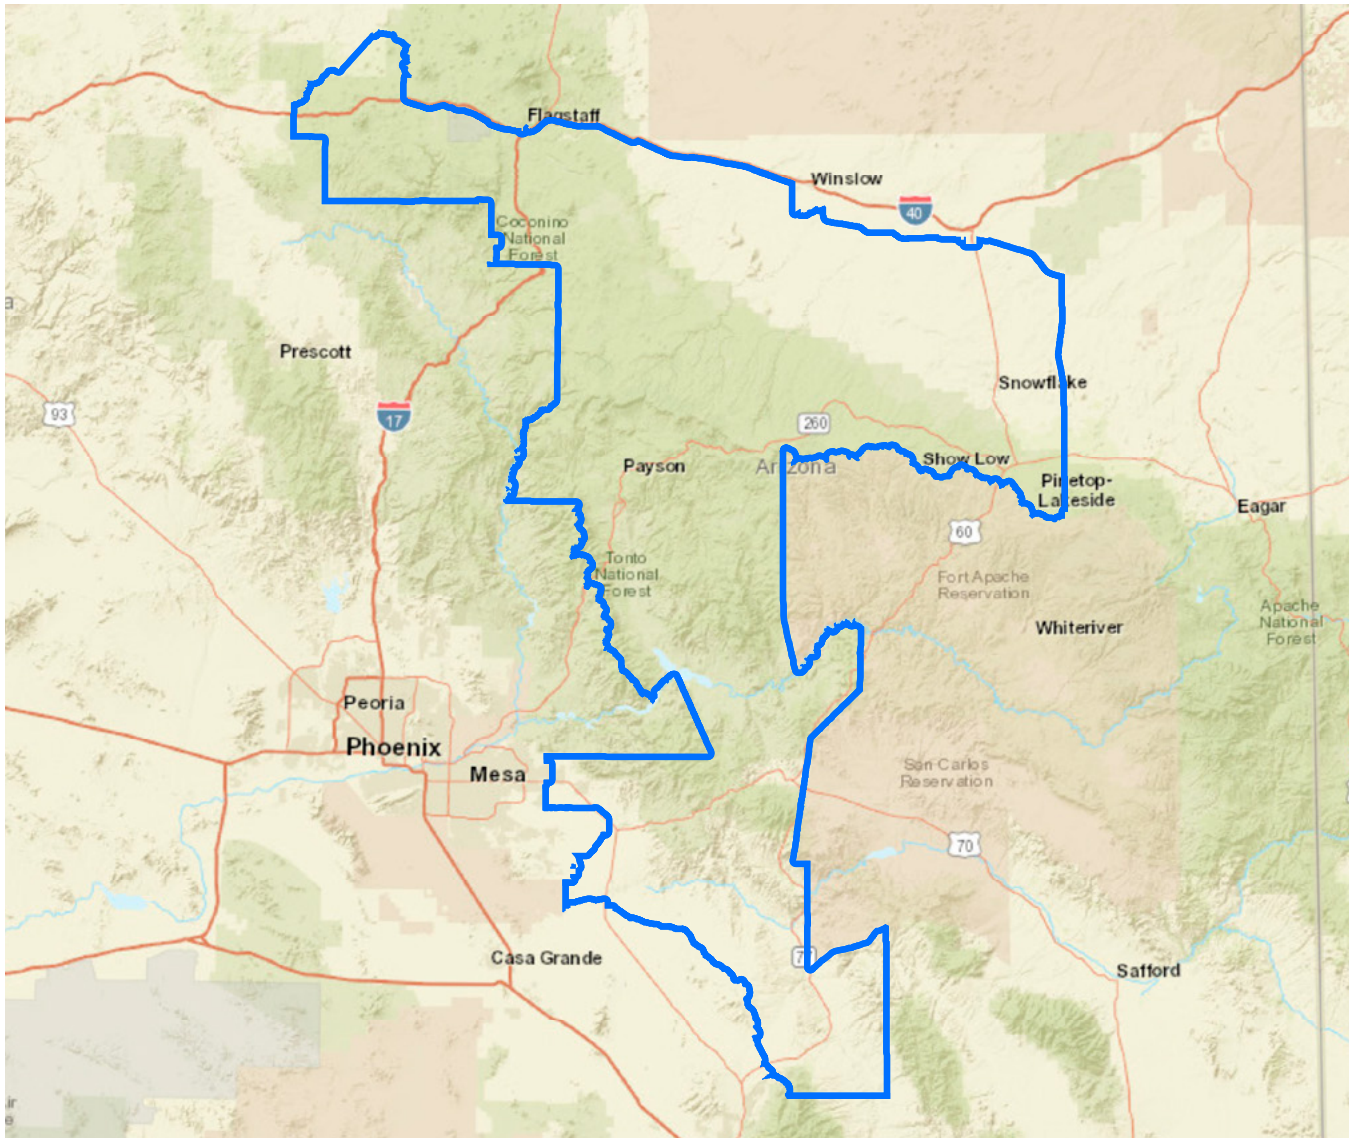 Flagstaff
Winslow
40
Coconino
National
Forest
Prescott
Snowflake
93
17
260
Payson
Arizona
Show Low
Pinetop-
Lakeside
Eagar
60
Tonto
National
Forest
Fort Apache
Reservation
Apache
National
Forest
Whiteriver
Peoria
Phoenix
Mesa
San Carlos
Reservation
70
Casa Grande
Safford